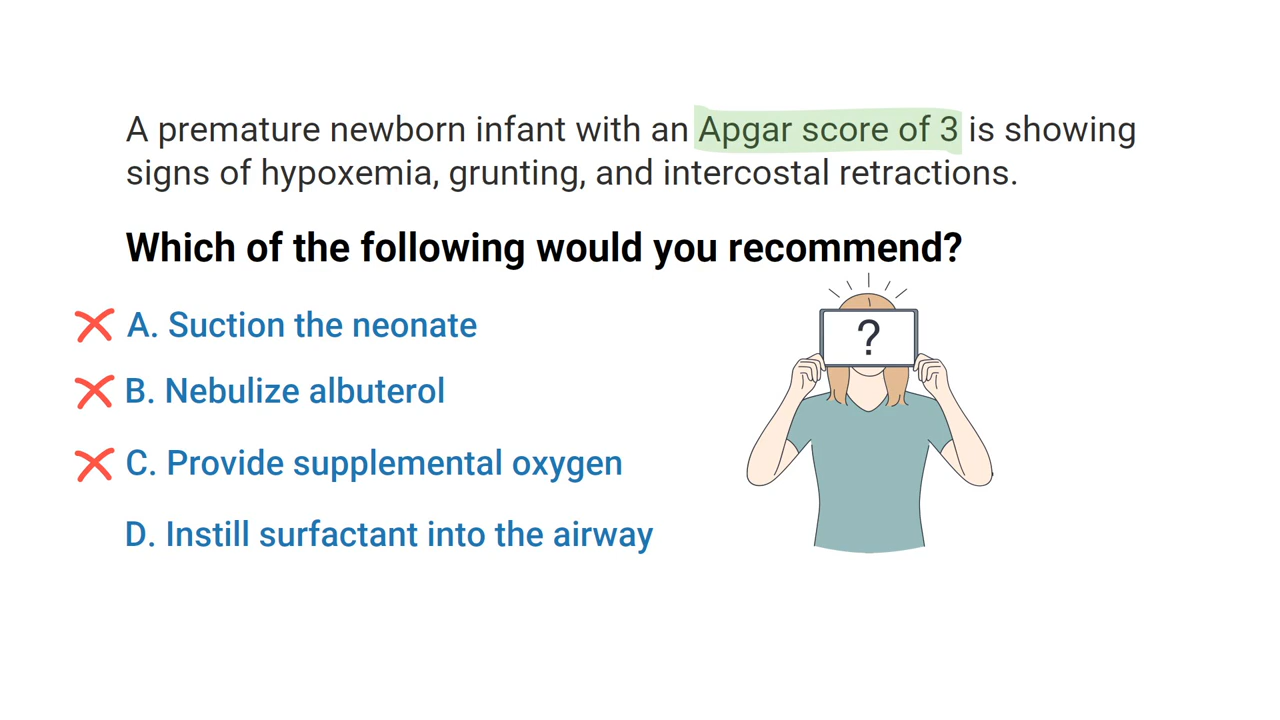 A premature newborn infant with an Apgar score of 3 is showing
signs of hypoxemia, grunting, and intercostal retractions.
Which of the following would you recommend?
A. Suction the neonate
B. Nebulize albuterol
C. Provide supplemental oxygen
D. Instill surfactant into the airway
?